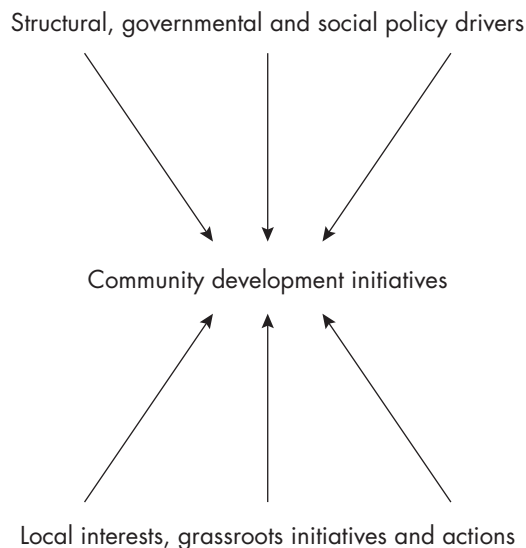 Structural, governmental and social policy drivers
Community development initiatives
Local interests, grassroots initiatives and actions